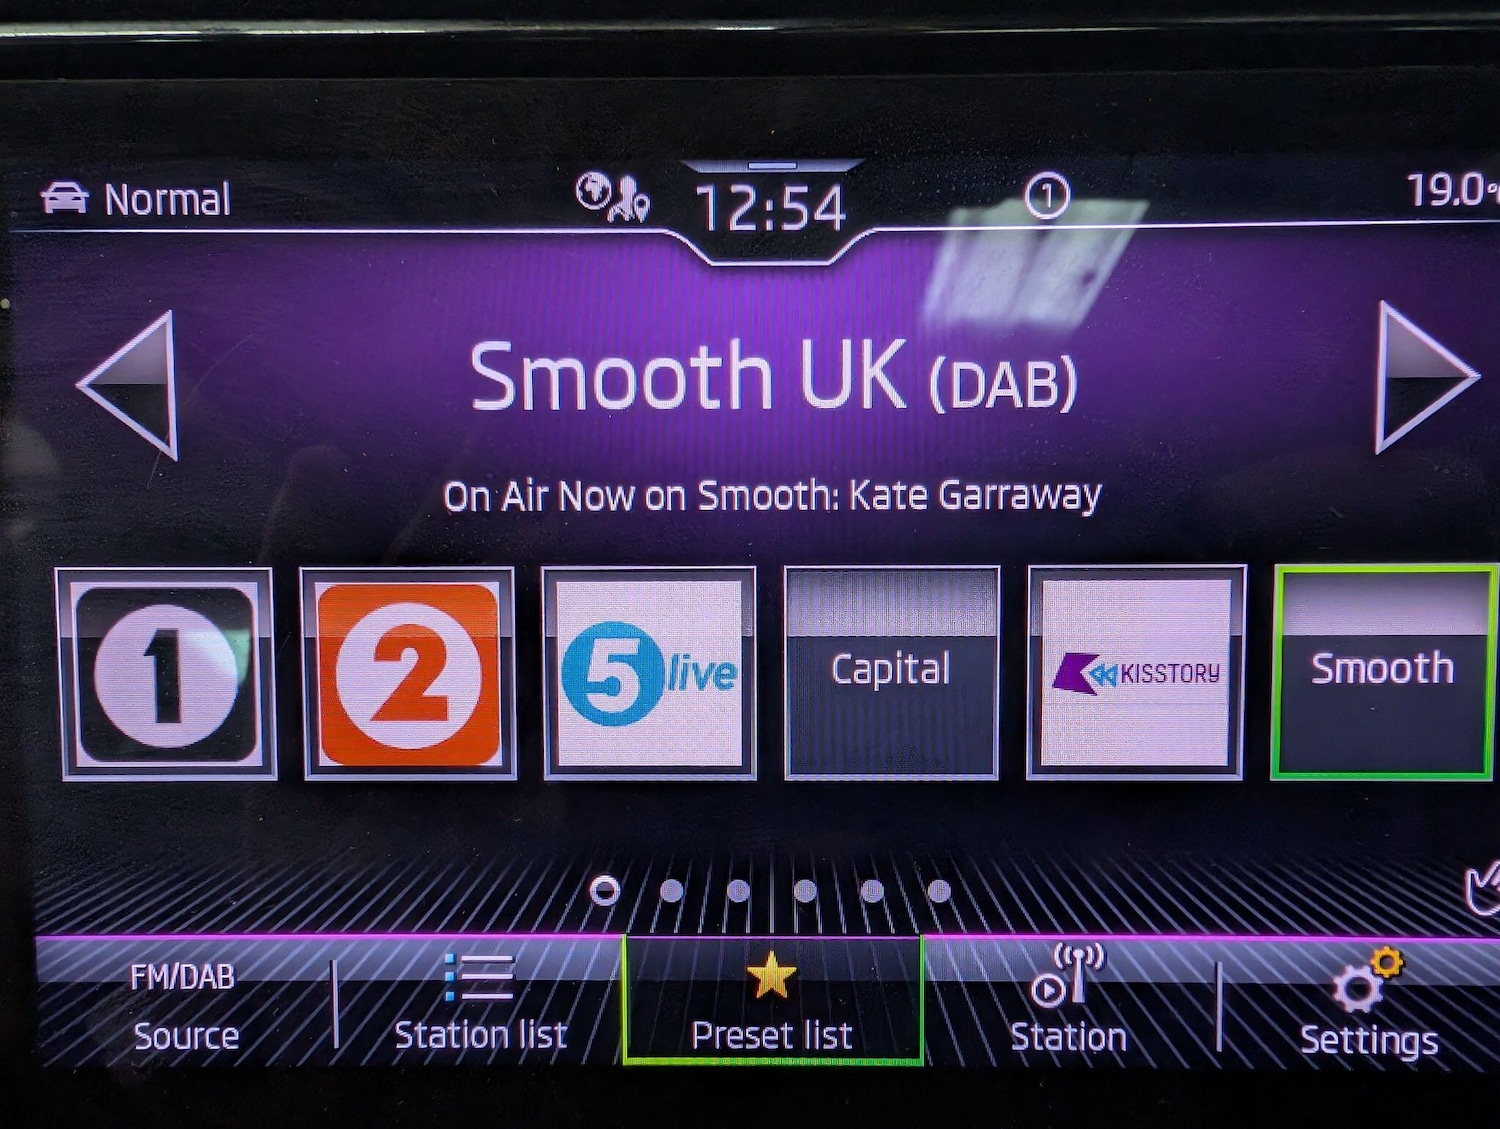 Normal
12:54
1
19.0°
Smooth UK (DAB)
On Air Now on Smooth: Kate Garraway
1
2
5 live
Capital
KISSTORY
Smooth
FM/DAB
Source
Station list
Preset list
Station
Settings